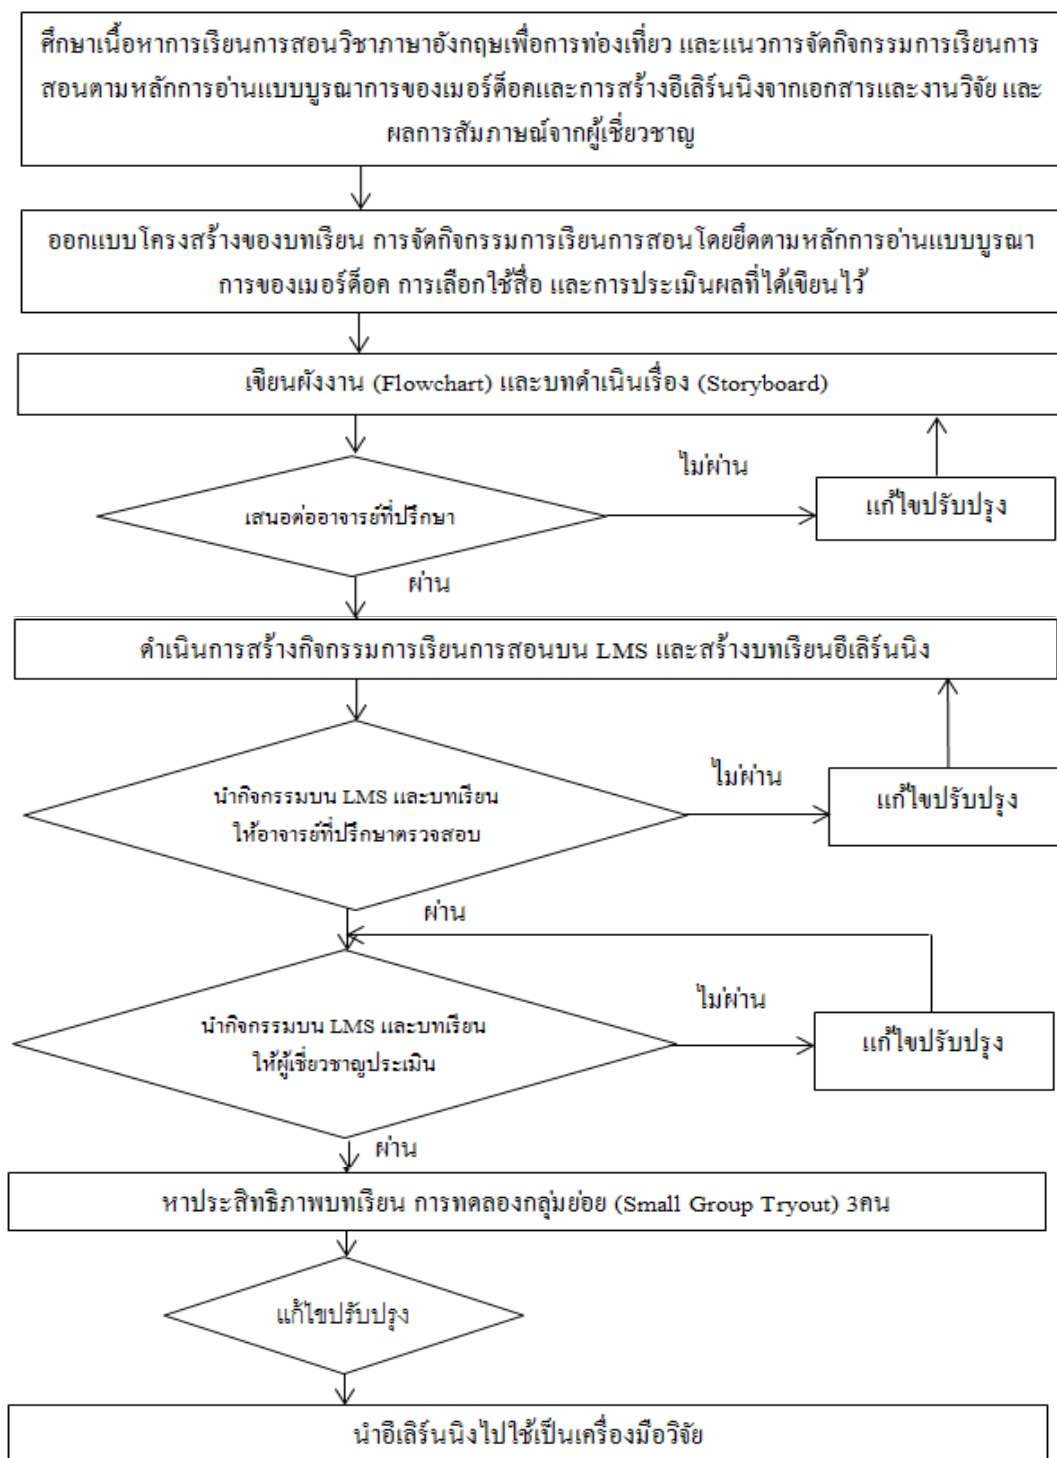 ศึกษาเนื้อหาการเรียนการสอนวิชาภาษาอังกฤษเพื่อการท่องเที่ยว และแนวการจัดกิจกรรมการเรียนการ
สอนตามหลักการอ่านแบบบูรณาการของเมอร์ด็อคและการสร้างอีเลิร์นนิงจากเอกสารและงานวิจัย และ
ผลการสัมภาษณ์จากผู้เชี่ยวชาญ
ออกแบบโครงสร้างของบทเรียน การจัดกิจกรรมการเรียนการสอนโดยยึดตามหลักการอ่านแบบบูรณา
การของเมอร์ด็อค การเลือกใช้สื่อ และการประเมินผลที่ได้เขียนไว้
เขียนผังงาน (Flowchart) และบทดำเนินเรื่อง (Storyboard)
ไม่ผ่าน
แก้ไขปรับปรุง
เสนอต่ออาจารย์ที่ปรึกษา
ผ่าน
ดำเนินการสร้างกิจกรรมการเรียนการสอนบน LMS และสร้างบทเรียนอีเลิร์นนิง
ไม่ผ่าน
แก้ไขปรับปรุง
นำกิจกรรมบน LMS และบทเรียน
ให้อาจารย์ที่ปรึกษาตรวจสอบ
ผ่าน
ไม่ผ่าน
แก้ไขปรับปรุง
นำกิจกรรมบน LMS และบทเรียน
ให้ผู้เชี่ยวชาญประเมิน
ผ่าน
หาประสิทธิภาพบทเรียน การทดลองกลุ่มย่อย (Small Group Tryout) 3คน
แก้ไขปรับปรุง
นำอีเลิร์นนิงไปใช้เป็นเครื่องมือวิจัย